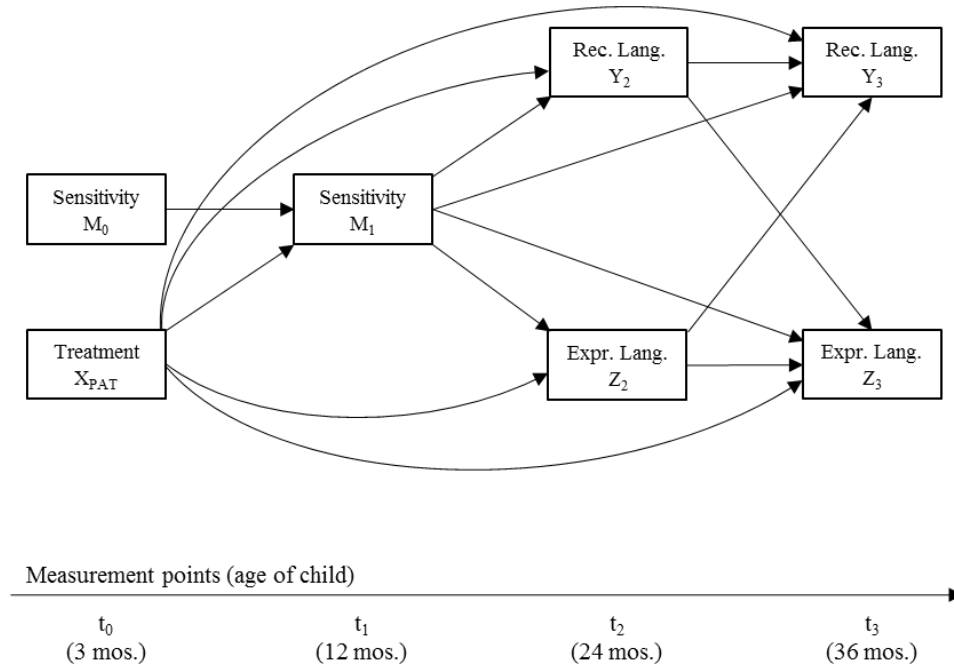 Rec. Lang.
Y₂
Rec. Lang.
Y₃
Sensitivity
M₀
Sensitivity
M₁
Treatment
X_PAT
Expr. Lang.
Z₂
Expr. Lang.
Z₃
Measurement points (age of child)
t₀
(3 mos.)
t₁
(12 mos.)
t₂
(24 mos.)
t₃
(36 mos.)